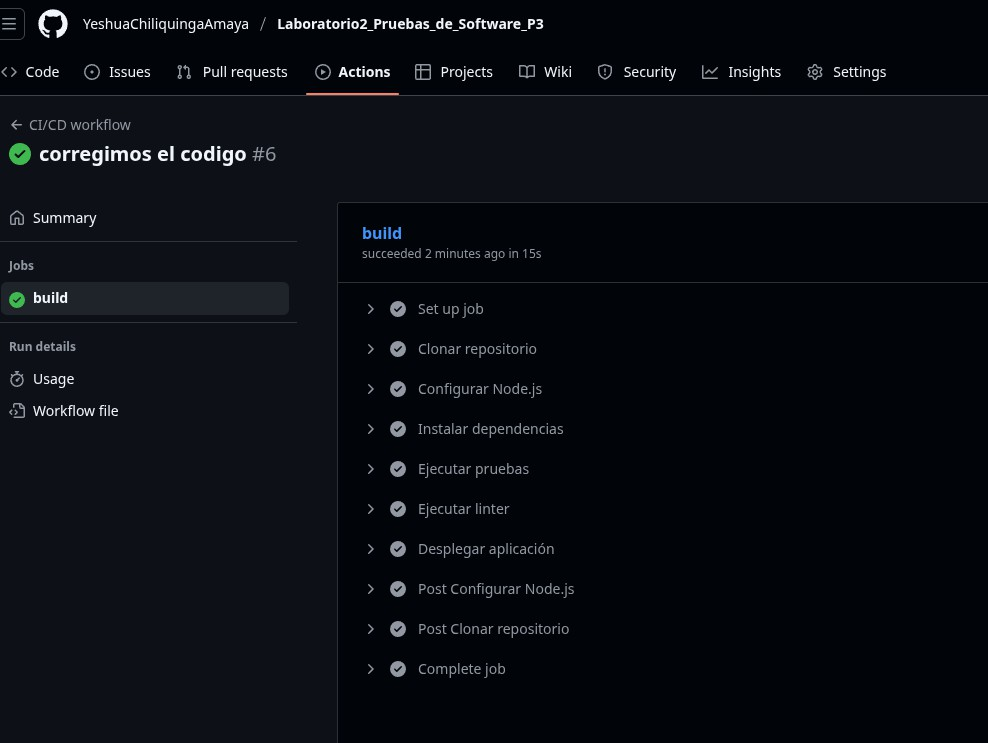 YeshuaChiliquingaAmaya / Laboratorio2_Pruebas_de_Software_P3
Code Issues Pull requests Actions Projects Wiki Security Insights Settings
CI/CD workflow
corregimos el codigo #6
Summary
Jobs
build
Run details
Usage
Workflow file
build
succeeded 2 minutes ago in 15s
Set up job
Clonar repositorio
Configurar Node.js
Instalar dependencias
Ejecutar pruebas
Ejecutar linter
Desplegar aplicación
Post Configurar Node.js
Post Clonar repositorio
Complete job